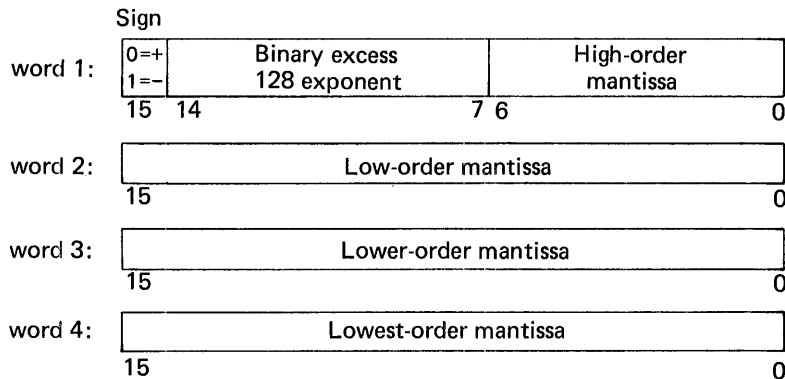 Sign
word 1: 0=+ Binary excess High-order
1=- 128 exponent mantissa
15 14 7 6 0
word 2: Low-order mantissa
15 0
word 3: Lower-order mantissa
15 0
word 4: Lowest-order mantissa
15 0